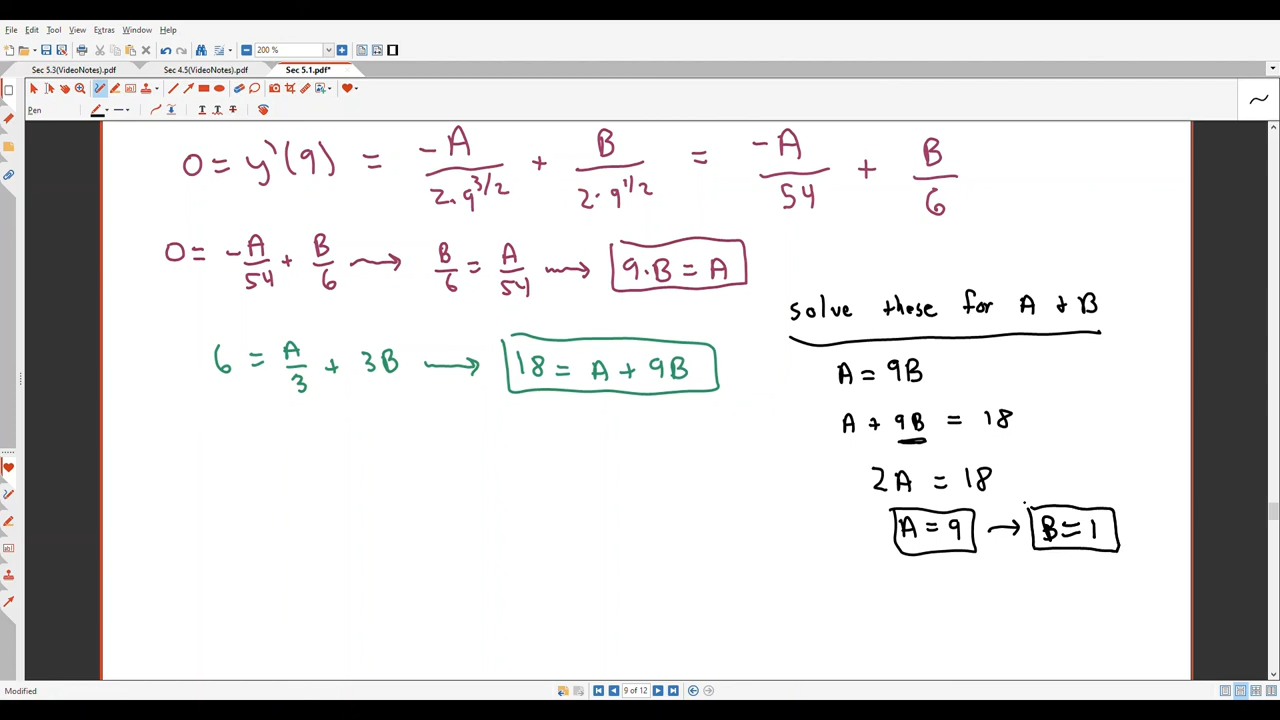 File Edit Tool View Extras Window Help
200 %
Sec 5.3(VideoNotes).pdf Sec 4.5(VideoNotes).pdf Sec 5.1.pdf*
Pen
0 = y'(9) = -A/(2·9^(3/2)) + B/(2·9^(1/2)) = -A/54 + B/6
0 = -A/54 + B/6 ⟶ B/6 = A/54 ⟶ 9·B = A
solve these for A + B
6 = A/3 + 3B ⟶ 18 = A + 9B
A = 9B
A + 9B = 18
2A = 18
A = 9 → B = 1
Modified
9 of 12